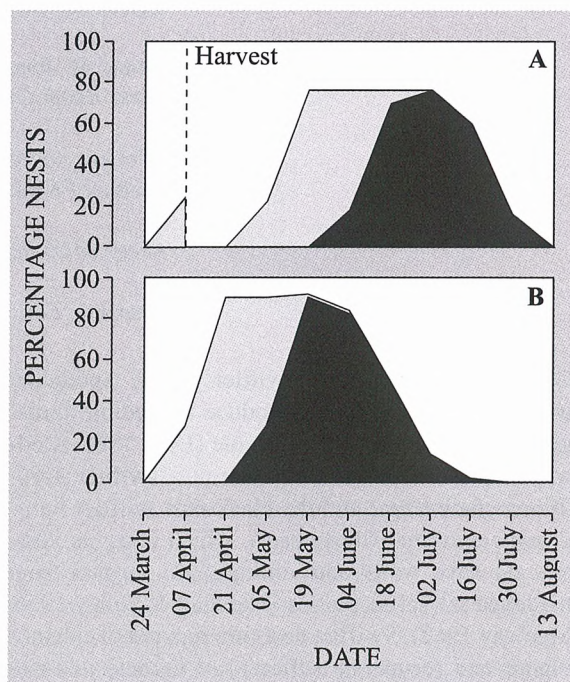 PERCENTAGE NESTS
100
80
60
40
20
0
Harvest
A
100
80
60
40
20
0
B
24 March
07 April
21 April
05 May
19 May
04 June
18 June
02 July
16 July
30 July
13 August
DATE